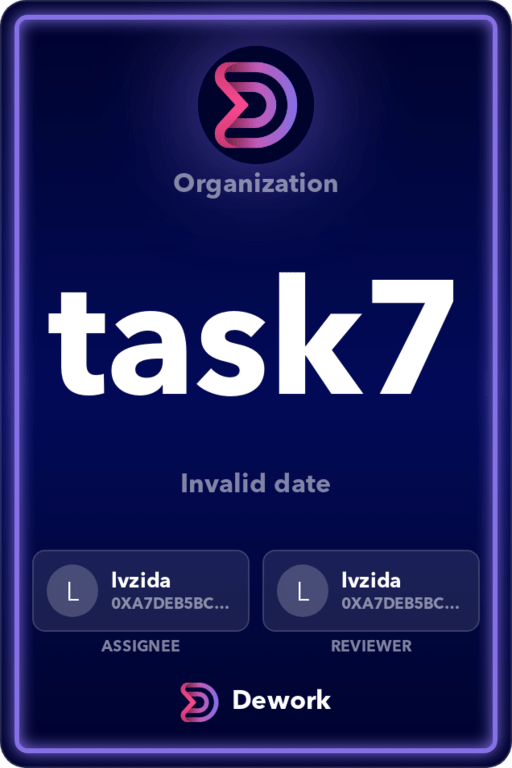 Organization
task7
Invalid date
L
lvzida
0XA7DEB5BC...
L
lvzida
0XA7DEB5BC...
ASSIGNEE
REVIEWER
Dework